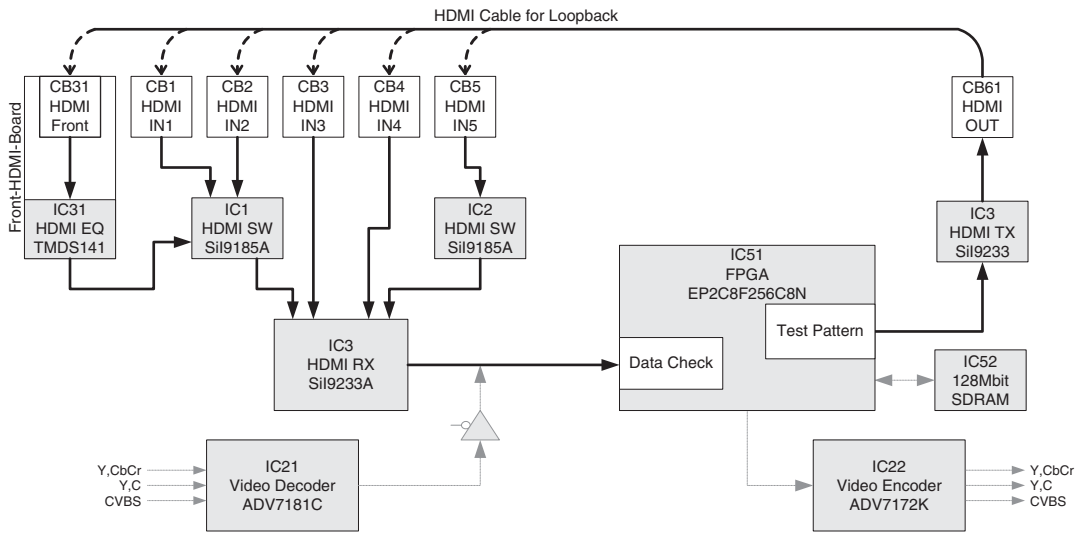 HDMI Cable for Loopback
Front-HDMI-Board
CB31
HDMI
Front
CB1
HDMI
IN1
CB2
HDMI
IN2
CB3
HDMI
IN3
CB4
HDMI
IN4
CB5
HDMI
IN5
CB61
HDMI
OUT
IC31
HDMI EQ
TMDS141
IC1
HDMI SW
SiI9185A
IC2
HDMI SW
SiI9185A
IC3
HDMI TX
SiI9233
IC51
FPGA
EP2C8F256C8N
Test Pattern
Data Check
IC3
HDMI RX
SiI9233A
IC52
128Mbit
SDRAM
Y,CbCr
Y,C
CVBS
IC21
Video Decoder
ADV7181C
IC22
Video Encoder
ADV7172K
Y,CbCr
Y,C
CVBS